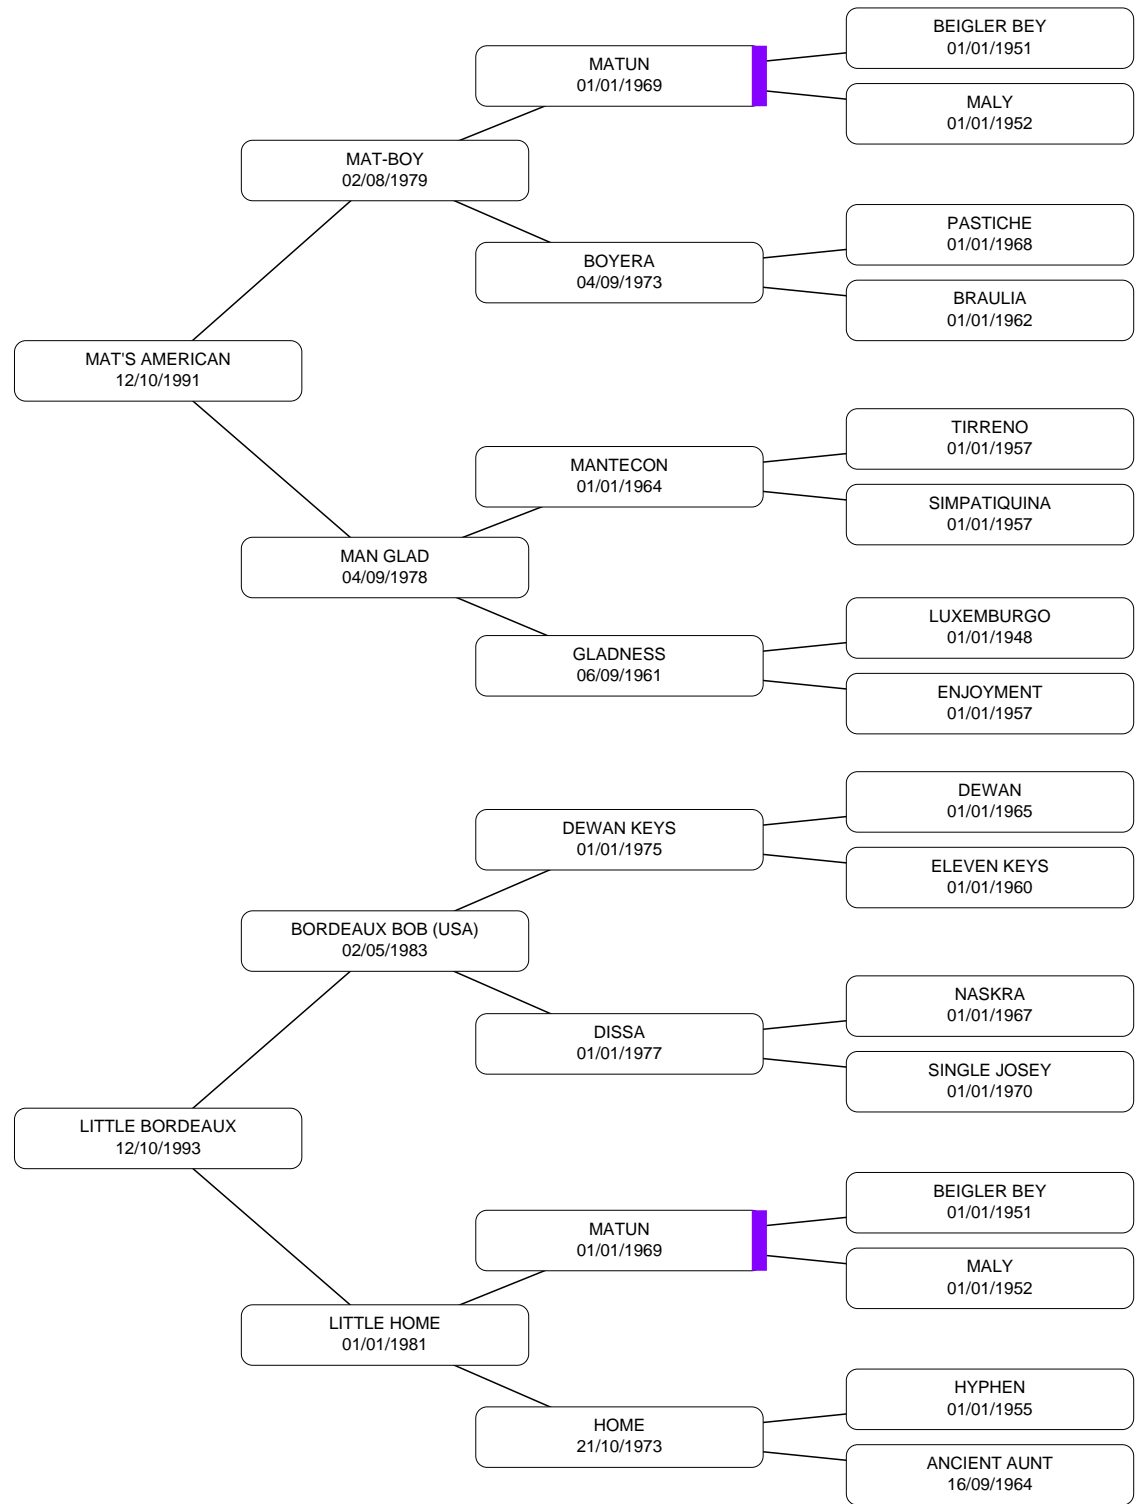 BEIGLER BEY
01/01/1951
MATUN
01/01/1969
MALY
01/01/1952
MAT-BOY
02/08/1979
PASTICHE
01/01/1968
BOYERA
04/09/1973
BRAULIA
01/01/1962
MAT'S AMERICAN
12/10/1991
TIRRENO
01/01/1957
MANTECON
01/01/1964
SIMPATIQUINA
01/01/1957
MAN GLAD
04/09/1978
LUXEMBURGO
01/01/1948
GLADNESS
06/09/1961
ENJOYMENT
01/01/1957
DEWAN
01/01/1965
DEWAN KEYS
01/01/1975
ELEVEN KEYS
01/01/1960
BORDEAUX BOB (USA)
02/05/1983
NASKRA
01/01/1967
DISSA
01/01/1977
SINGLE JOSEY
01/01/1970
LITTLE BORDEAUX
12/10/1993
BEIGLER BEY
01/01/1951
MATUN
01/01/1969
MALY
01/01/1952
LITTLE HOME
01/01/1981
HYPHEN
01/01/1955
HOME
21/10/1973
ANCIENT AUNT
16/09/1964